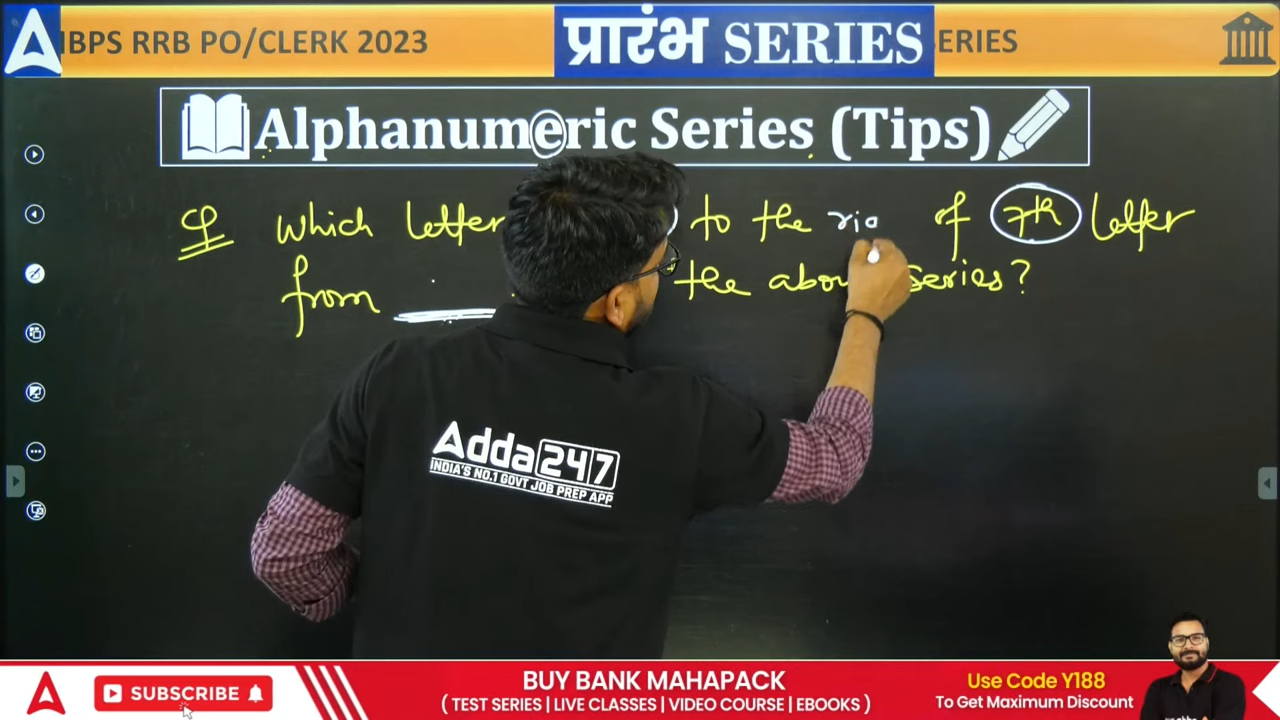 IBPS RRB PO/CLERK 2023
प्रारंभ SERIES
ERIES
Alphanumeric Series (Tips)
Q Which letter to the rig of 7th letter
from the above series?
Adda247
INDIA'S NO.1 GOVT JOB PREP APP
SUBSCRIBE
BUY BANK MAHAPACK
( TEST SERIES | LIVE CLASSES | VIDEO COURSE | EBOOKS )
Use Code Y188
To Get Maximum Discount